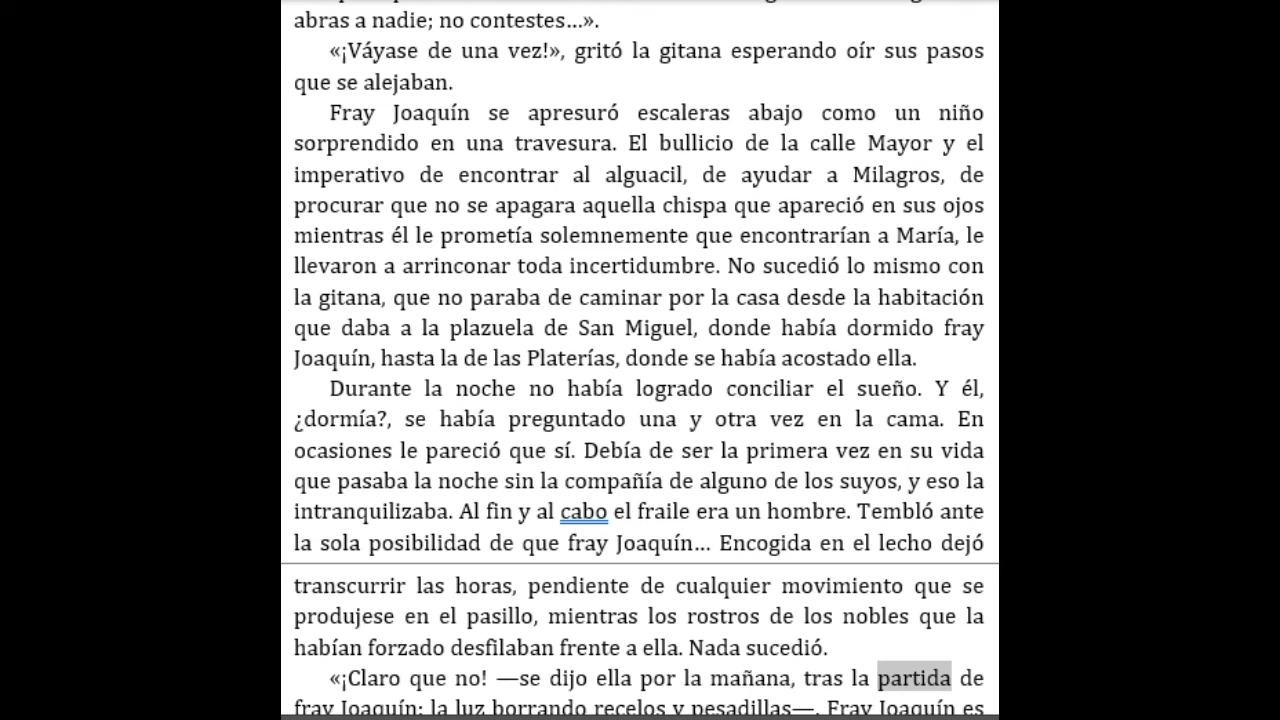 abras a nadie; no contestes...».
«¡Váyase de una vez!», gritó la gitana esperando oír sus pasos
que se alejaban.
Fray Joaquín se apresuró escaleras abajo como un niño
sorprendido en una travesura. El bullicio de la calle Mayor y el
imperativo de encontrar al alguacil, de ayudar a Milagros, de
procurar que no se apagara aquella chispa que apareció en sus ojos
mientras él le prometía solemnemente que encontrarían a María, le
llevaron a arrinconar toda incertidumbre. No sucedió lo mismo con
la gitana, que no paraba de caminar por la casa desde la habitación
que daba a la plazuela de San Miguel, donde había dormido fray
Joaquín, hasta la de las Platerías, donde se había acostado ella.
Durante la noche no había logrado conciliar el sueño. Y él,
¿dormía?, se había preguntado una y otra vez en la cama. En
ocasiones le pareció que sí. Debía de ser la primera vez en su vida
que pasaba la noche sin la compañía de alguno de los suyos, y eso la
intranquilizaba. Al fin y al cabo el fraile era un hombre. Tembló ante
la sola posibilidad de que fray Joaquín... Encogida en el lecho dejó
transcurrir las horas, pendiente de cualquier movimiento que se
produjese en el pasillo, mientras los rostros de los nobles que la
habían forzado desfilaban frente a ella. Nada sucedió.
«¡Claro que no! —se dijo ella por la mañana, tras la partida de
fray Joaquín; la luz borrando recelos y pesadillas—. Fray Joaquín es